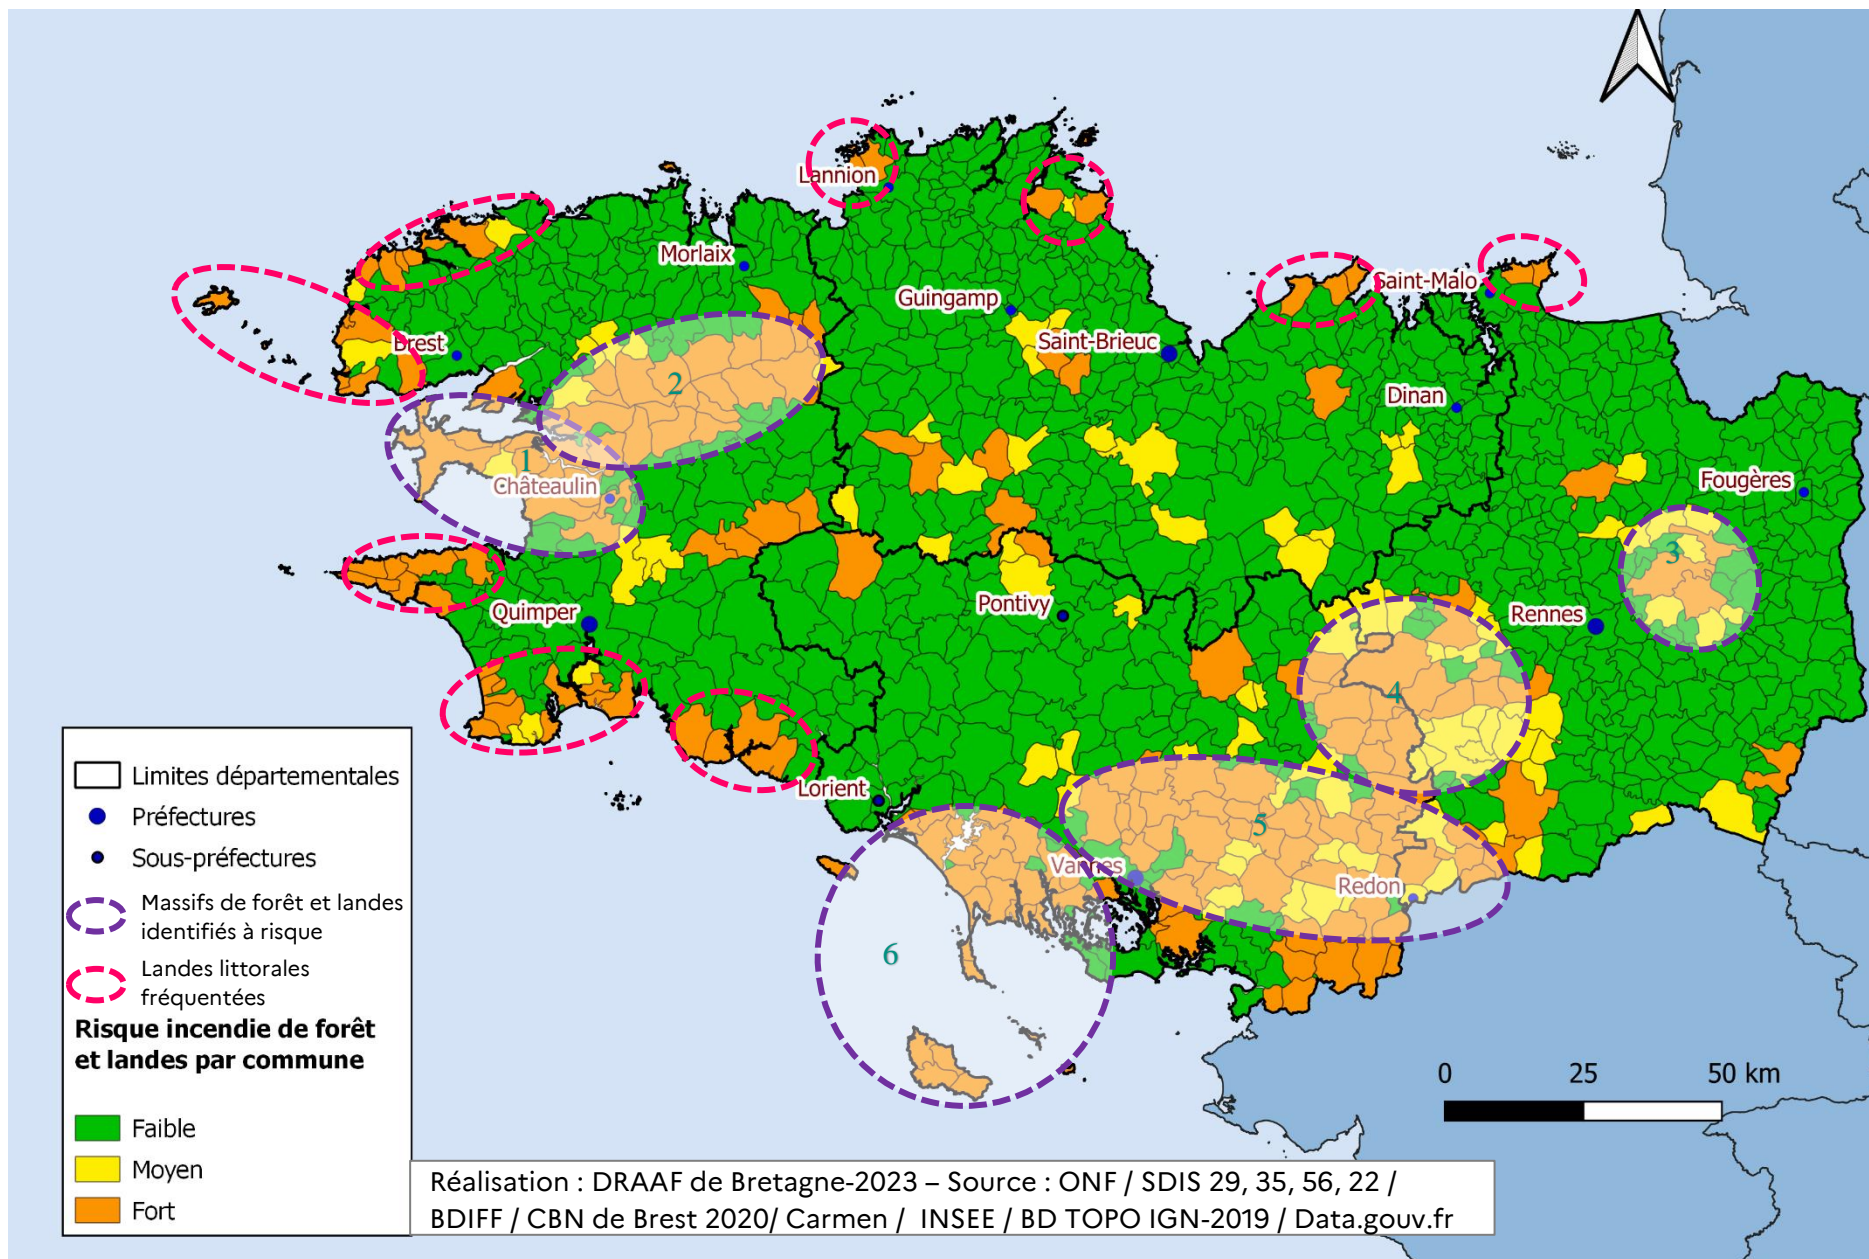 Lannion
Morlaix
Saint-Malo
Guingamp
Saint-Brieuc
Brest
2
Dinan
1
Châteaulin
Fougères
3
Quimper
Pontivy
Rennes
4
Lorient
5
Vannes
Redon
6
Limites départementales
Préfectures
Sous-préfectures
Massifs de forêt et landes
identifiés à risque
Landes littorales
fréquentées
Risque incendie de forêt
et landes par commune
Faible
Moyen
Fort
0 25 50 km
Réalisation : DRAAF de Bretagne-2023 – Source : ONF / SDIS 29, 35, 56, 22 /
BDIFF / CBN de Brest 2020/ Carmen / INSEE / BD TOPO IGN-2019 / Data.gouv.fr